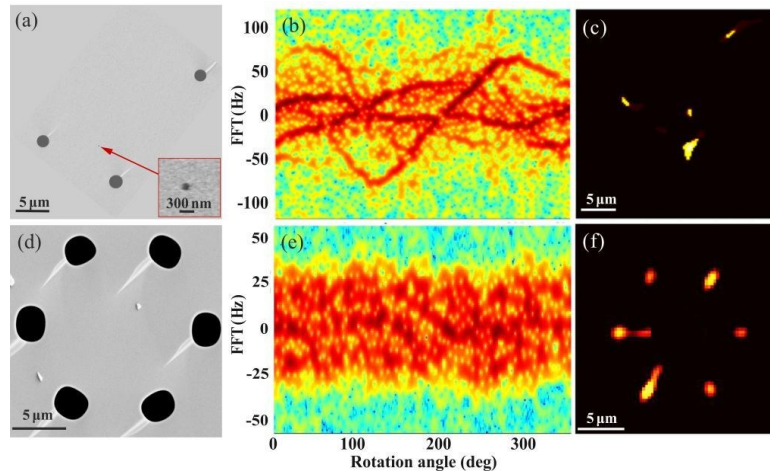 (a)
5 µm
300 nm
(b)
FFT (Hz)
100
50
0
-50
-100
(c)
5 µm
(d)
5 µm
(e)
FFT (Hz)
50
25
0
-25
-50
0 100 200 300
Rotation angle (deg)
(f)
5 µm